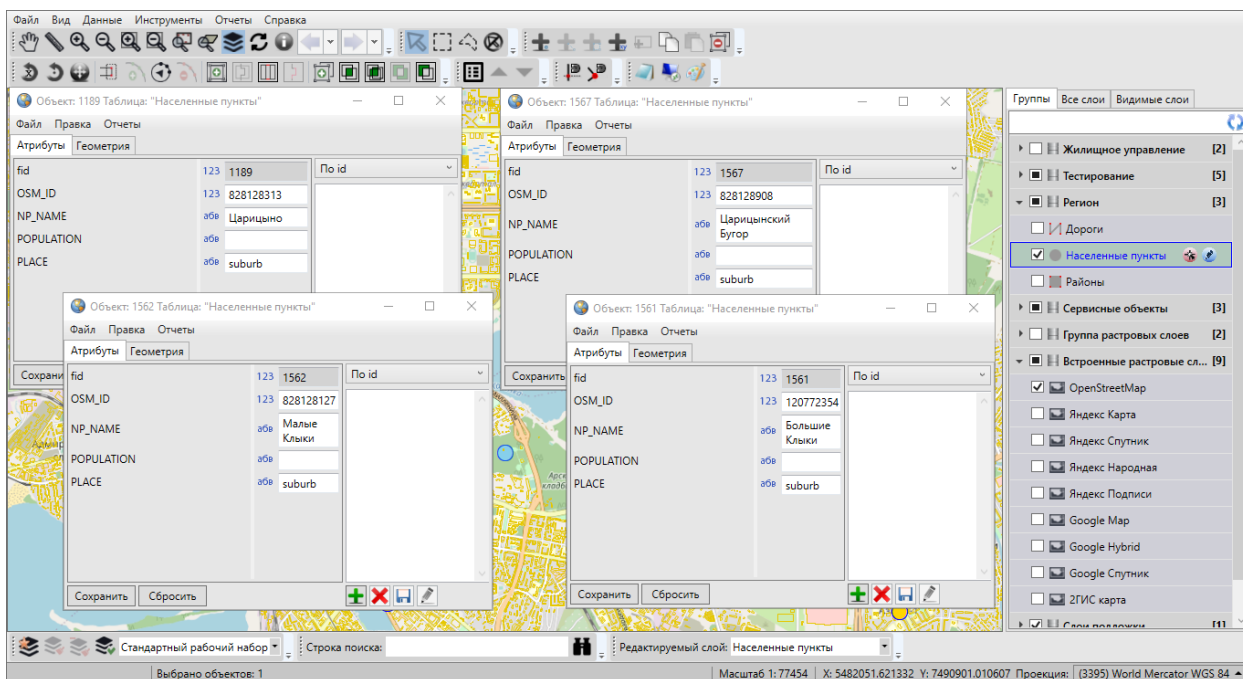 Файл Вид Данные Инструменты Отчеты Справка
Объект: 1189 Таблица: "Населенные пункты"
Файл Правка Отчеты
Атрибуты Геометрия
fid 123 1189 По id
OSM_ID 123 828128313
NP_NAME абв Царицыно
POPULATION абв
PLACE абв suburb
Сохрани
Объект: 1567 Таблица: "Населенные пункты"
Файл Правка Отчеты
Атрибуты Геометрия
fid 123 1567 По id
OSM_ID 123 828128908
NP_NAME абв Царицынский
Бугор
POPULATION абв
PLACE абв suburb
Сохранить
Объект: 1562 Таблица: "Населенные пункты"
Файл Правка Отчеты
Атрибуты Геометрия
fid 123 1562 По id
OSM_ID 123 828128127
NP_NAME абв Малые
Клыки
POPULATION абв
PLACE абв suburb
Сохранить Сбросить
Объект: 1561 Таблица: "Населенные пункты"
Файл Правка Отчеты
Атрибуты Геометрия
fid 123 1561 По id
OSM_ID 123 120772354
NP_NAME абв Большие
Клыки
POPULATION абв
PLACE абв suburb
Сохранить Сбросить
Группы Все слои Видимые слои
Жилищное управление [2]
Тестирование [5]
Регион [3]
Дороги
Населенные пункты
Районы
Сервисные объекты [3]
Группа растровых слоев [2]
Встроенные растровые сл... [9]
OpenStreetMap
Яндекс Карта
Яндекс Спутник
Яндекс Народная
Яндекс Подписи
Google Map
Google Hybrid
Google Спутник
2ГИС карта
Слои подложки [1]
Стандартный рабочий набор Строка поиска: Редактируемый слой: Населенные пункты
Выбрано объектов: 1 Масштаб 1:77454 X: 5482051.621332 Y: 7490901.010607 Проекция: (3395) World Mercator WGS 84